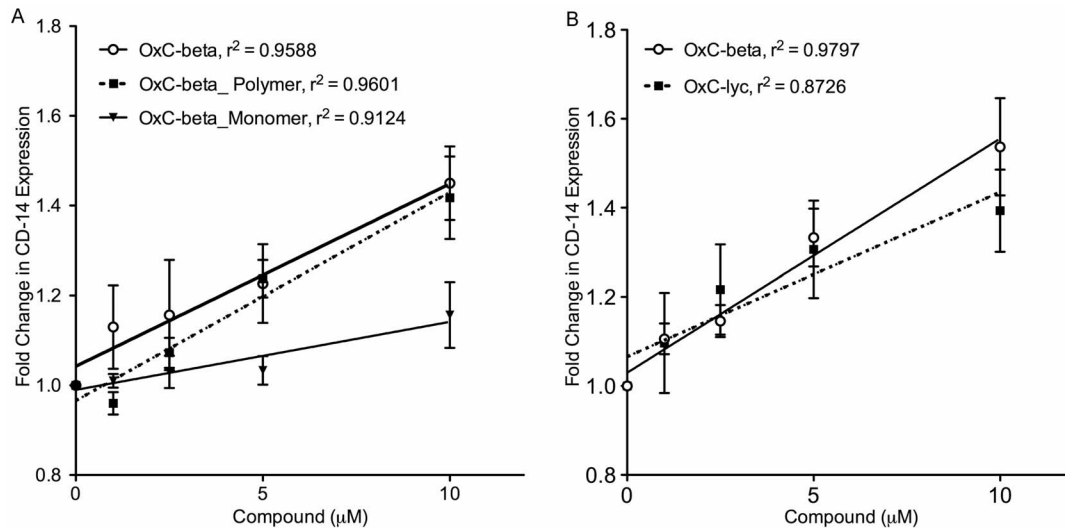 A
OxC-beta, r² = 0.9588
OxC-beta_ Polymer, r² = 0.9601
OxC-beta_Monomer, r² = 0.9124
Fold Change in CD-14 Expression
1.8
1.6
1.4
1.2
1.0
0.8
0
5
10
Compound (μM)
B
OxC-beta, r² = 0.9797
OxC-lyc, r² = 0.8726
Fold Change in CD-14 Expression
1.8
1.6
1.4
1.2
1.0
0.8
0
5
10
Compound (μM)